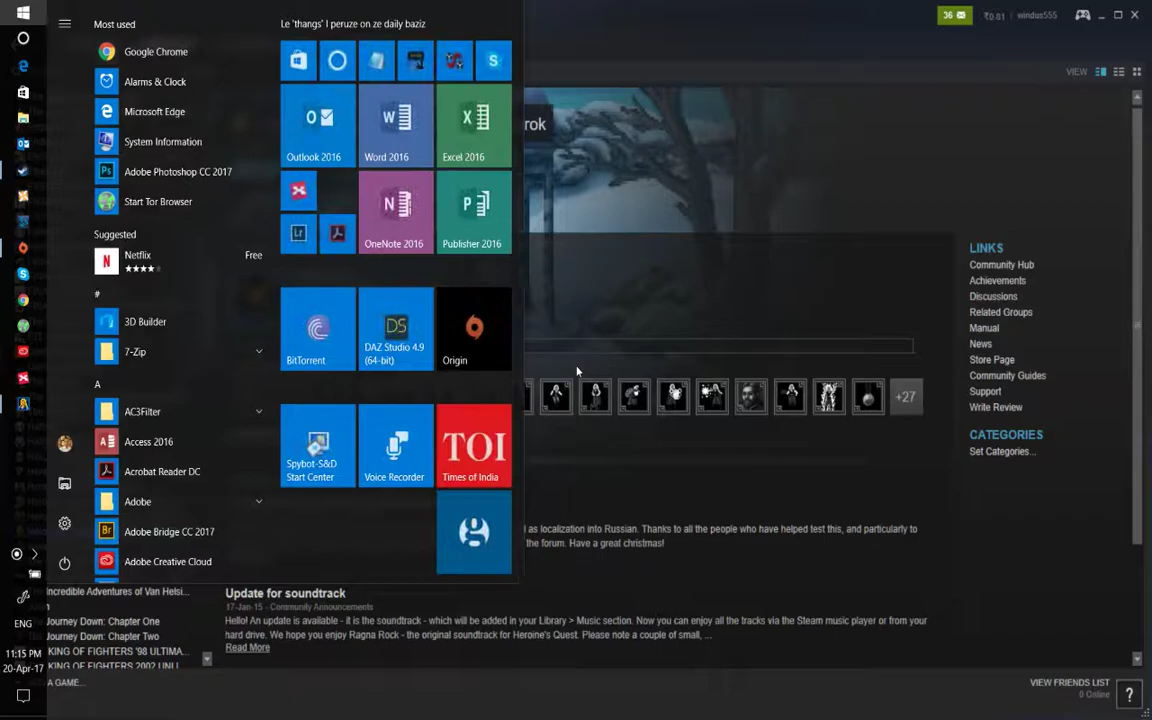 Most used
Google Chrome
Alarms & Clock
Microsoft Edge
System Information
Adobe Photoshop CC 2017
Start Tor Browser
Suggested
Netflix
Free
#
3D Builder
7-Zip
A
AC3Filter
Access 2016
Acrobat Reader DC
Adobe
Adobe Bridge CC 2017
Adobe Creative Cloud
Le 'thangs' I peruze on ze daily baziz
Outlook 2016
Word 2016
Excel 2016
OneNote 2016
Publisher 2016
BitTorrent
DAZ Studio 4.9
(64-bit)
Origin
Spybot-S&D
Start Center
Voice Recorder
TOI
Times of India
36
₹0.81
windus555
VIEW
rok
+27
LINKS
Community Hub
Achievements
Discussions
Related Groups
Manual
News
Store Page
Community Guides
Support
Write Review
CATEGORIES
Set Categories...
as localization into Russian. Thanks to all the people who have helped test this, and particularly to
the forum. Have a great christmas!
Incredible Adventures of Van Helsi...
Journey Down: Chapter One
Journey Down: Chapter Two
KING OF FIGHTERS '98 ULTIMA...
KING OF FIGHTERS 2002 UNLI
Update for soundtrack
17-Jan-15 - Community Announcements
Hello! An update is available - it is the soundtrack - which will be added in your Library > Music section. Now you can enjoy all the tracks via the Steam music player or from your
hard drive. We hope you enjoy Ragna Rock - the original soundtrack for Heroine's Quest. Please note a couple of small, ...
Read More
A GAME...
VIEW FRIENDS LIST
0 Online
?
ENG
11:15 PM
20-Apr-17